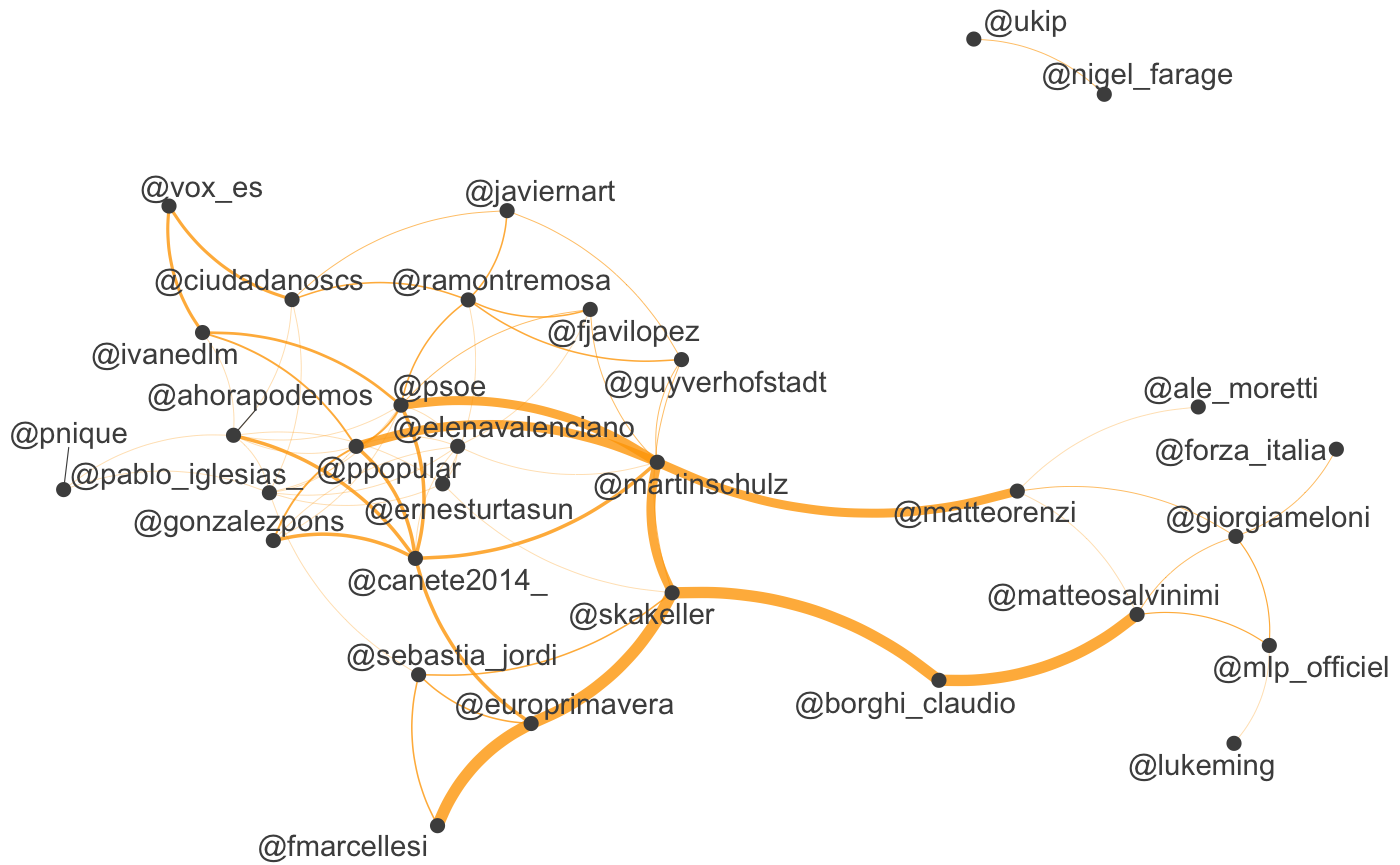 @ukip
@nigel_farage
@vox_es
@javiernart
@ciudadanoscs
@ramontremosa
@fjavilopez
@ivanedlm
@guyverhofstadt
@psoe
@ahorapodemos
@ale_moretti
@pnique
@elenavalenciano
@forza_italia
@pablo_iglesias_
@ppopular
@martinschulz
@ernesturtasun
@matteorenzi
@giorgiameloni
@gonzalezpons
@canete2014_
@matteosalvinimi
@skakeller
@sebastia_jordi
@mlp_officiel
@europrimavera
@borghi_claudio
@lukeming
@fmarcellesi